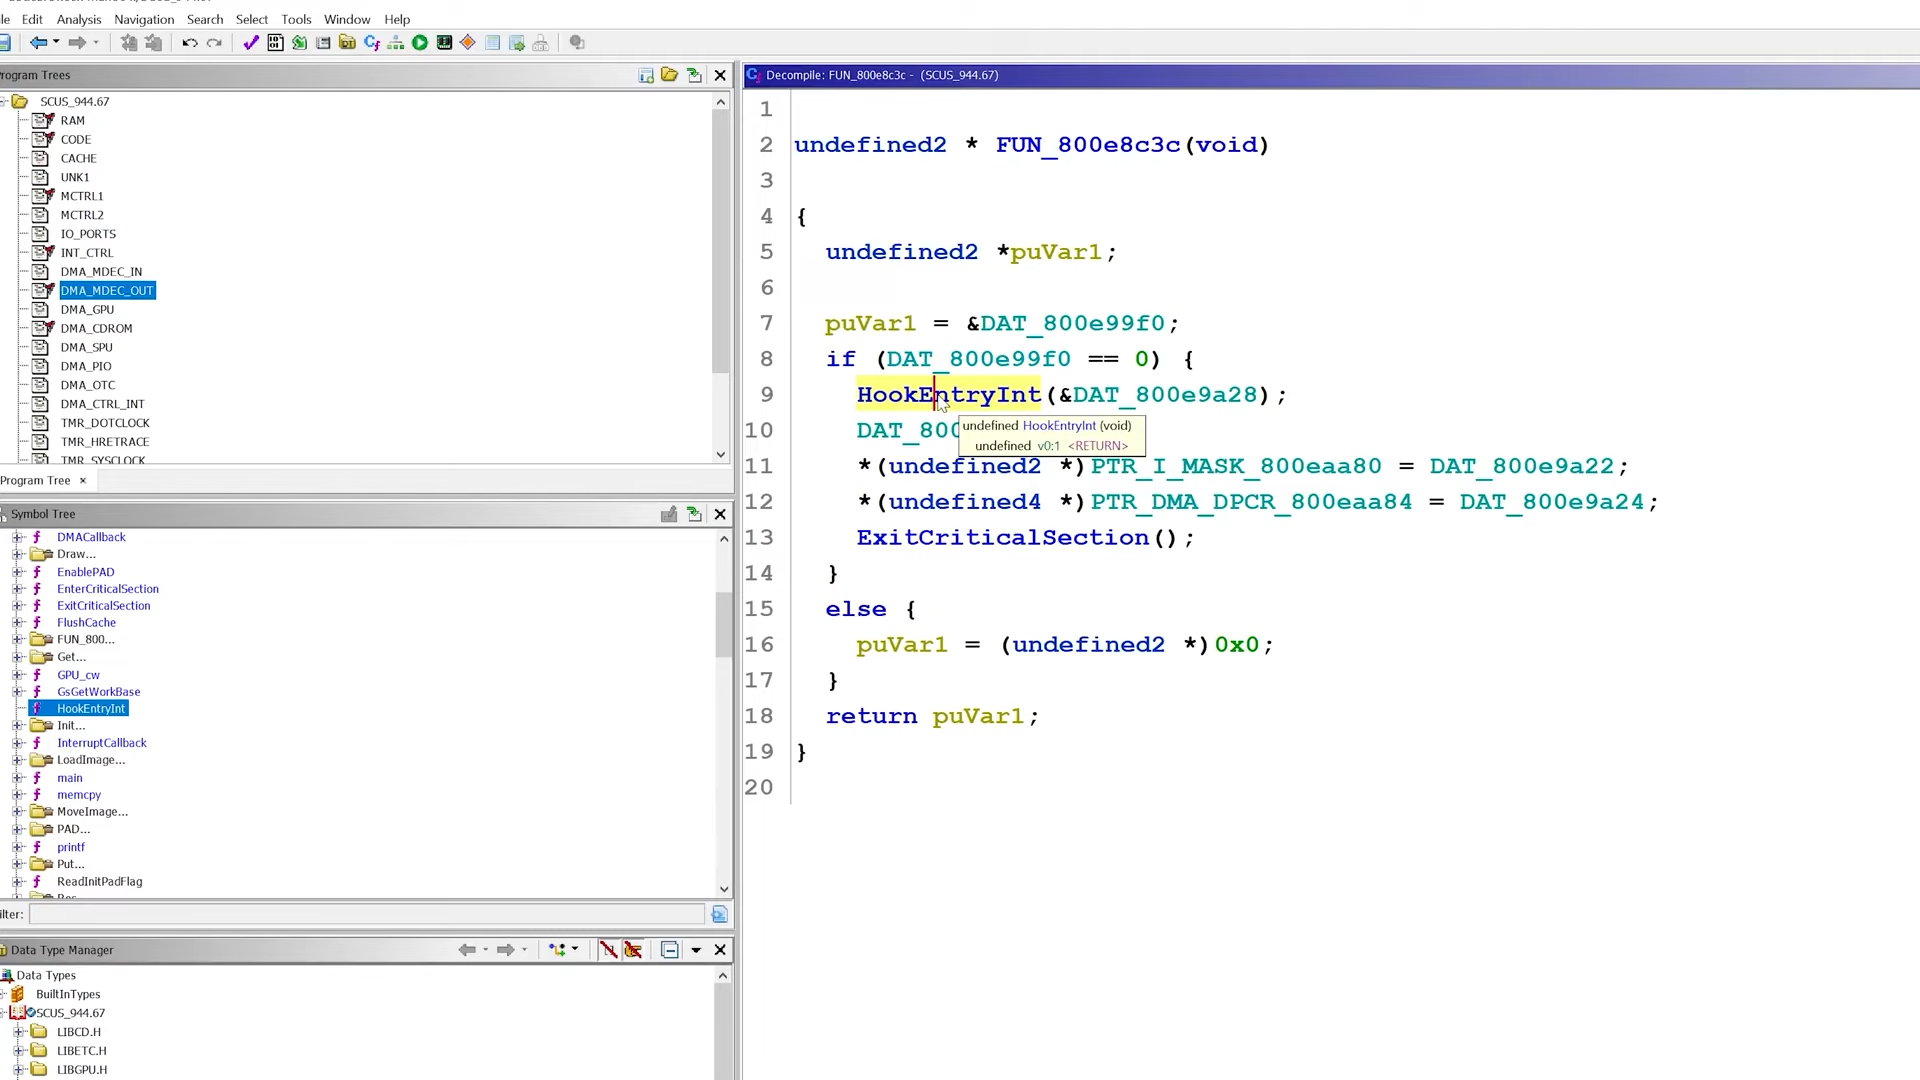 Edit Analysis Navigation Search Select Tools Window Help
Program Trees
SCUS_944.67
RAM
CODE
CACHE
UNK1
MCTRL1
MCTRL2
IO_PORTS
INT_CTRL
DMA_MDEC_IN
DMA_MDEC_OUT
DMA_GPU
DMA_CDROM
DMA_SPU
DMA_PIO
DMA_OTC
DMA_CTRL_INT
TMR_DOTCLOCK
TMR_HRETRACE
TMR_SYSCLOCK
Program Tree ×
Symbol Tree
DMACallback
Draw...
EnablePAD
EnterCriticalSection
ExitCriticalSection
FlushCache
FUN_800...
Get...
GPU_cw
GsGetWorkBase
HookEntryInt
Init...
InterruptCallback
LoadImage...
main
memcpy
MoveImage...
PAD...
printf
Put...
ReadInitPadFlag
ilter:
Data Type Manager
Data Types
BuiltInTypes
SCUS_944.67
LIBCD.H
LIBETC.H
LIBGPU.H
Decompile: FUN_800e8c3c - (SCUS_944.67)
1
2 undefined2 * FUN_800e8c3c(void)
3
4 {
5 undefined2 *puVar1;
6
7 puVar1 = &DAT_800e99f0;
8 if (DAT_800e99f0 == 0) {
9 HookEntryInt(&DAT_800e9a28);
10 DAT_800
undefined HookEntryInt (void)
undefined v0:1 <RETURN>
11 *(undefined2 *)PTR_I_MASK_800eaa80 = DAT_800e9a22;
12 *(undefined4 *)PTR_DMA_DPCR_800eaa84 = DAT_800e9a24;
13 ExitCriticalSection();
14 }
15 else {
16 puVar1 = (undefined2 *)0x0;
17 }
18 return puVar1;
19 }
20